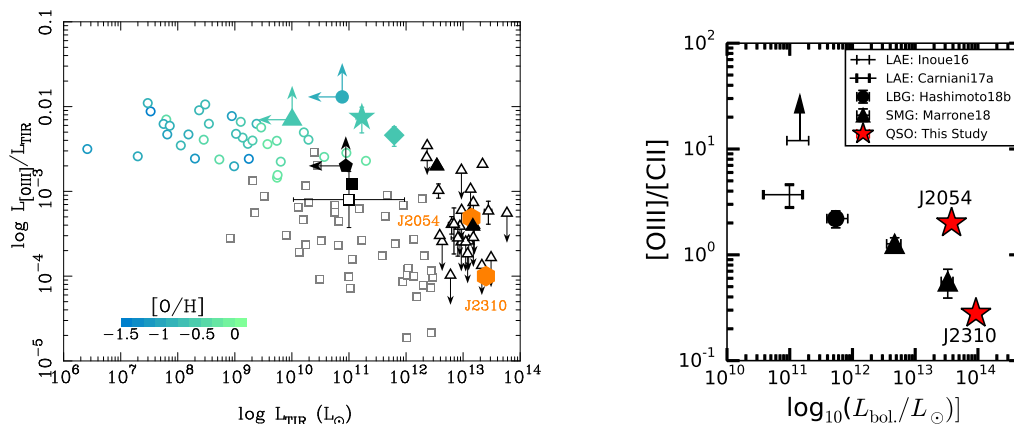 0.1
0.01
10⁻³
10⁻⁴
10⁻⁵
log L[OIII]/LTIR
J2054
J2310
[O/H]
−1.5 −1 −0.5 0
10⁶ 10⁷ 10⁸ 10⁹ 10¹⁰ 10¹¹ 10¹² 10¹³ 10¹⁴
log LTIR (L⊙)
10²
10¹
10⁰
10⁻¹
[OIII]/[CII]
LAE: Inoue16
LAE: Carniani17a
LBG: Hashimoto18b
SMG: Marrone18
QSO: This Study
J2054
J2310
10¹⁰ 10¹¹ 10¹² 10¹³ 10¹⁴
log₁₀(Lbol./L⊙)]